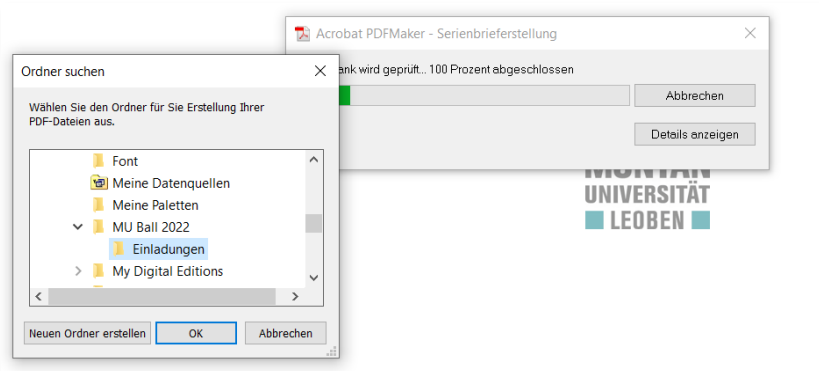 Acrobat PDFMaker - Serienbrieferstellung
ank wird geprüft... 100 Prozent abgeschlossen
Abbrechen
Details anzeigen
Ordner suchen
Wählen Sie den Ordner für Sie Erstellung Ihrer
PDF-Dateien aus.
Font
Meine Datenquellen
Meine Paletten
MU Ball 2022
Einladungen
My Digital Editions
Neuen Ordner erstellen
OK
Abbrechen
MONTAN
UNIVERSITÄT
LEOBEN